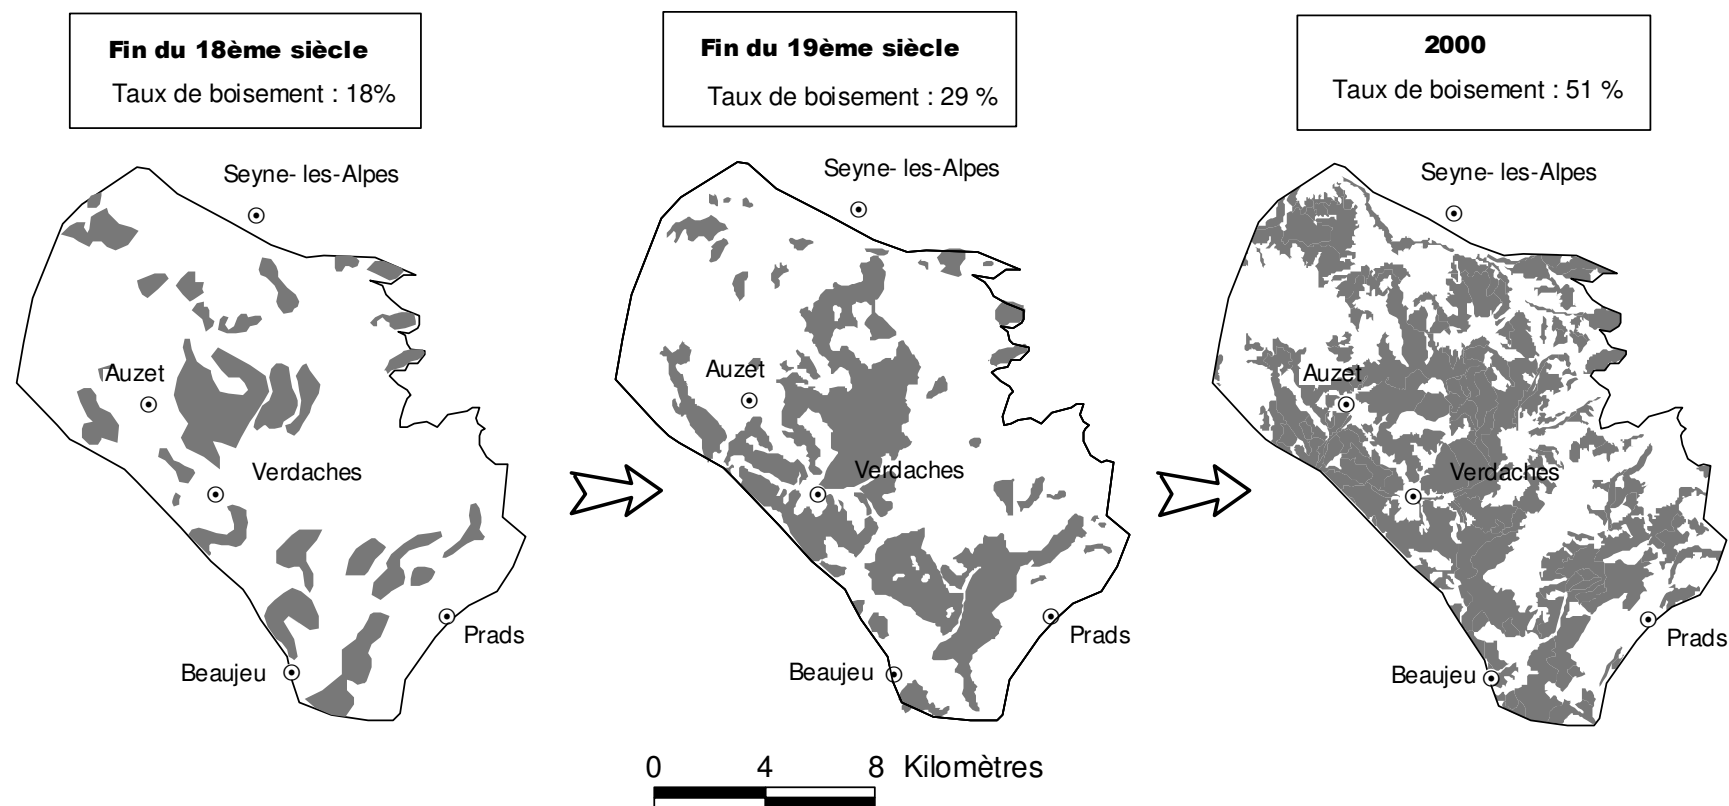 Fin du 18ème siècle
Taux de boisement : 18%
Fin du 19ème siècle
Taux de boisement : 29 %
2000
Taux de boisement : 51 %
Seyne- les-Alpes
Auzet
Verdaches
Prads
Beaujeu
Seyne- les-Alpes
Auzet
Verdaches
Prads
Beaujeu
Seyne- les-Alpes
Auzet
Verdaches
Prads
Beaujeu
0 4 8 Kilomètres